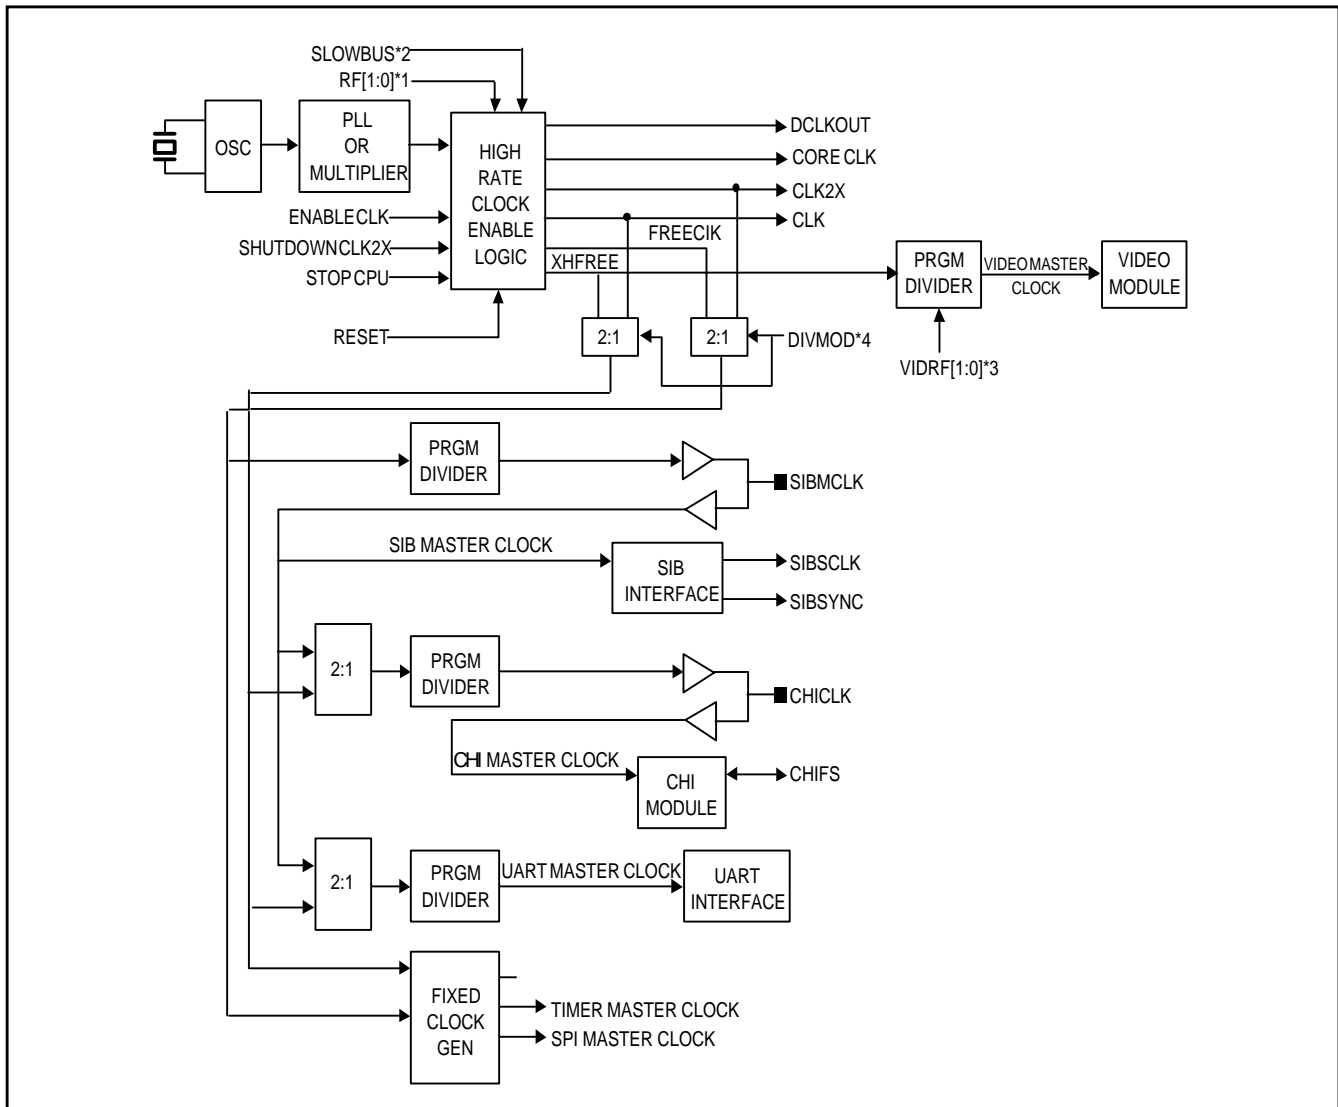 SLOWBUS*2
RF[1:0]*1
OSC
PLL
OR
MULTIPLIER
HIGH
RATE
CLOCK
ENABLE
LOGIC
DCLKOUT
CORE CLK
CLK2X
CLK
ENABLE CLK
SHUTDOWN CLK2X
STOP CPU
RESET
FREECIK
XHFREE
PRGM
DIVIDER
VIDEO MASTER
CLOCK
VIDEO
MODULE
2:1
2:1
DIVMOD*4
VIDRF[1:0]*3
PRGM
DIVIDER
SIBMCLK
SIB MASTER CLOCK
SIB
INTERFACE
SIBSCLK
SIBSYNC
2:1
PRGM
DIVIDER
CHICLK
CHI MASTER CLOCK
CHI
MODULE
CHIFS
2:1
PRGM
DIVIDER
UART MASTER CLOCK
UART
INTERFACE
FIXED
CLOCK
GEN
TIMER MASTER CLOCK
SPI MASTER CLOCK